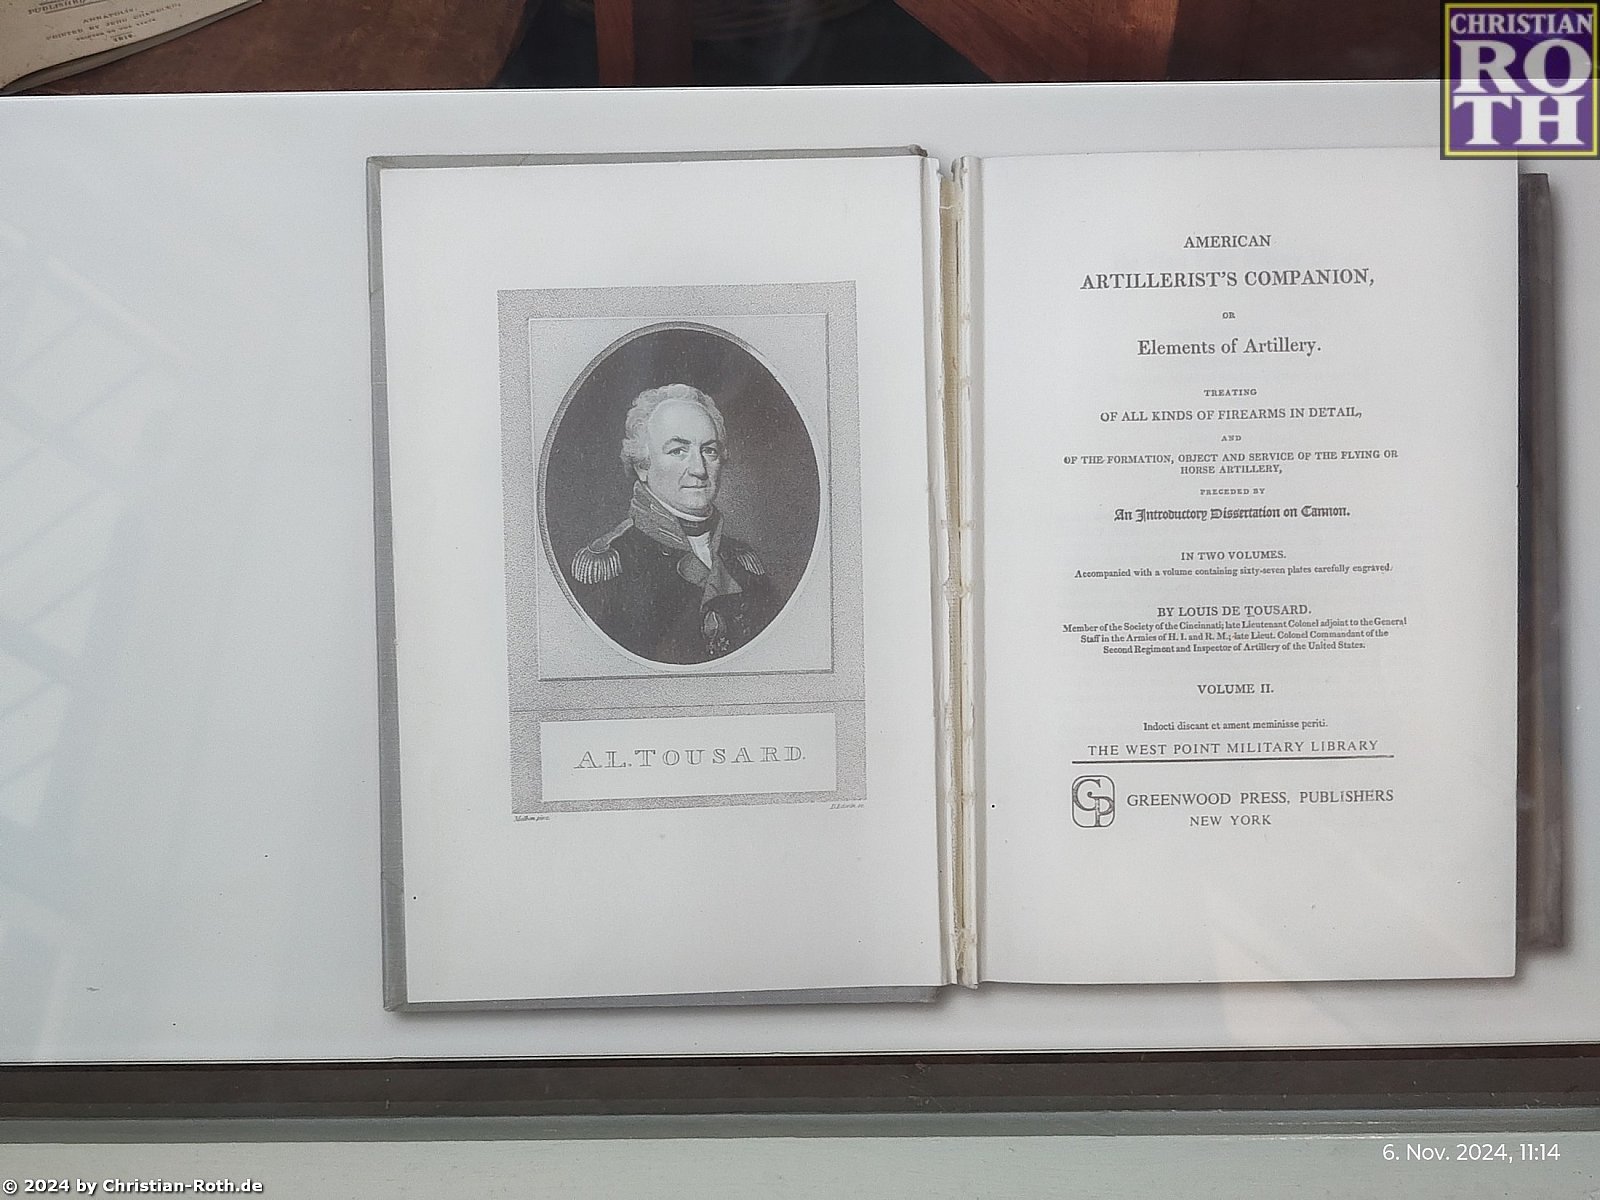 PUBLISHED
ANNAPOLIS:
PRINTED BY JEHU CHANDLER,
CHRISTIAN
RO
TH
A.L.TOUSARD.
AMERICAN
ARTILLERIST'S COMPANION,
OR
Elements of Artillery.
TREATING
OF ALL KINDS OF FIREARMS IN DETAIL,
AND
OF THE FORMATION, OBJECT AND SERVICE OF THE FLYING OR
HORSE ARTILLERY,
PRECEDED BY
An Introductory Dissertation on Cannon.
IN TWO VOLUMES.
Accompanied with a volume containing sixty-seven plates carefully engraved.
BY LOUIS DE TOUSARD.
Member of the Society of the Cincinnati; late Lieutenant Colonel adjoint to the General
Staff in the Armies of H. I. and R. M.; late Lieut. Colonel Commandant of the
Second Regiment and Inspector of Artillery of the United States.
VOLUME II.
Indocti discant et ament meminisse periti.
THE WEST POINT MILITARY LIBRARY
GP
GREENWOOD PRESS, PUBLISHERS
NEW YORK
6. Nov. 2024, 11:14
© 2024 by Christian-Roth.de